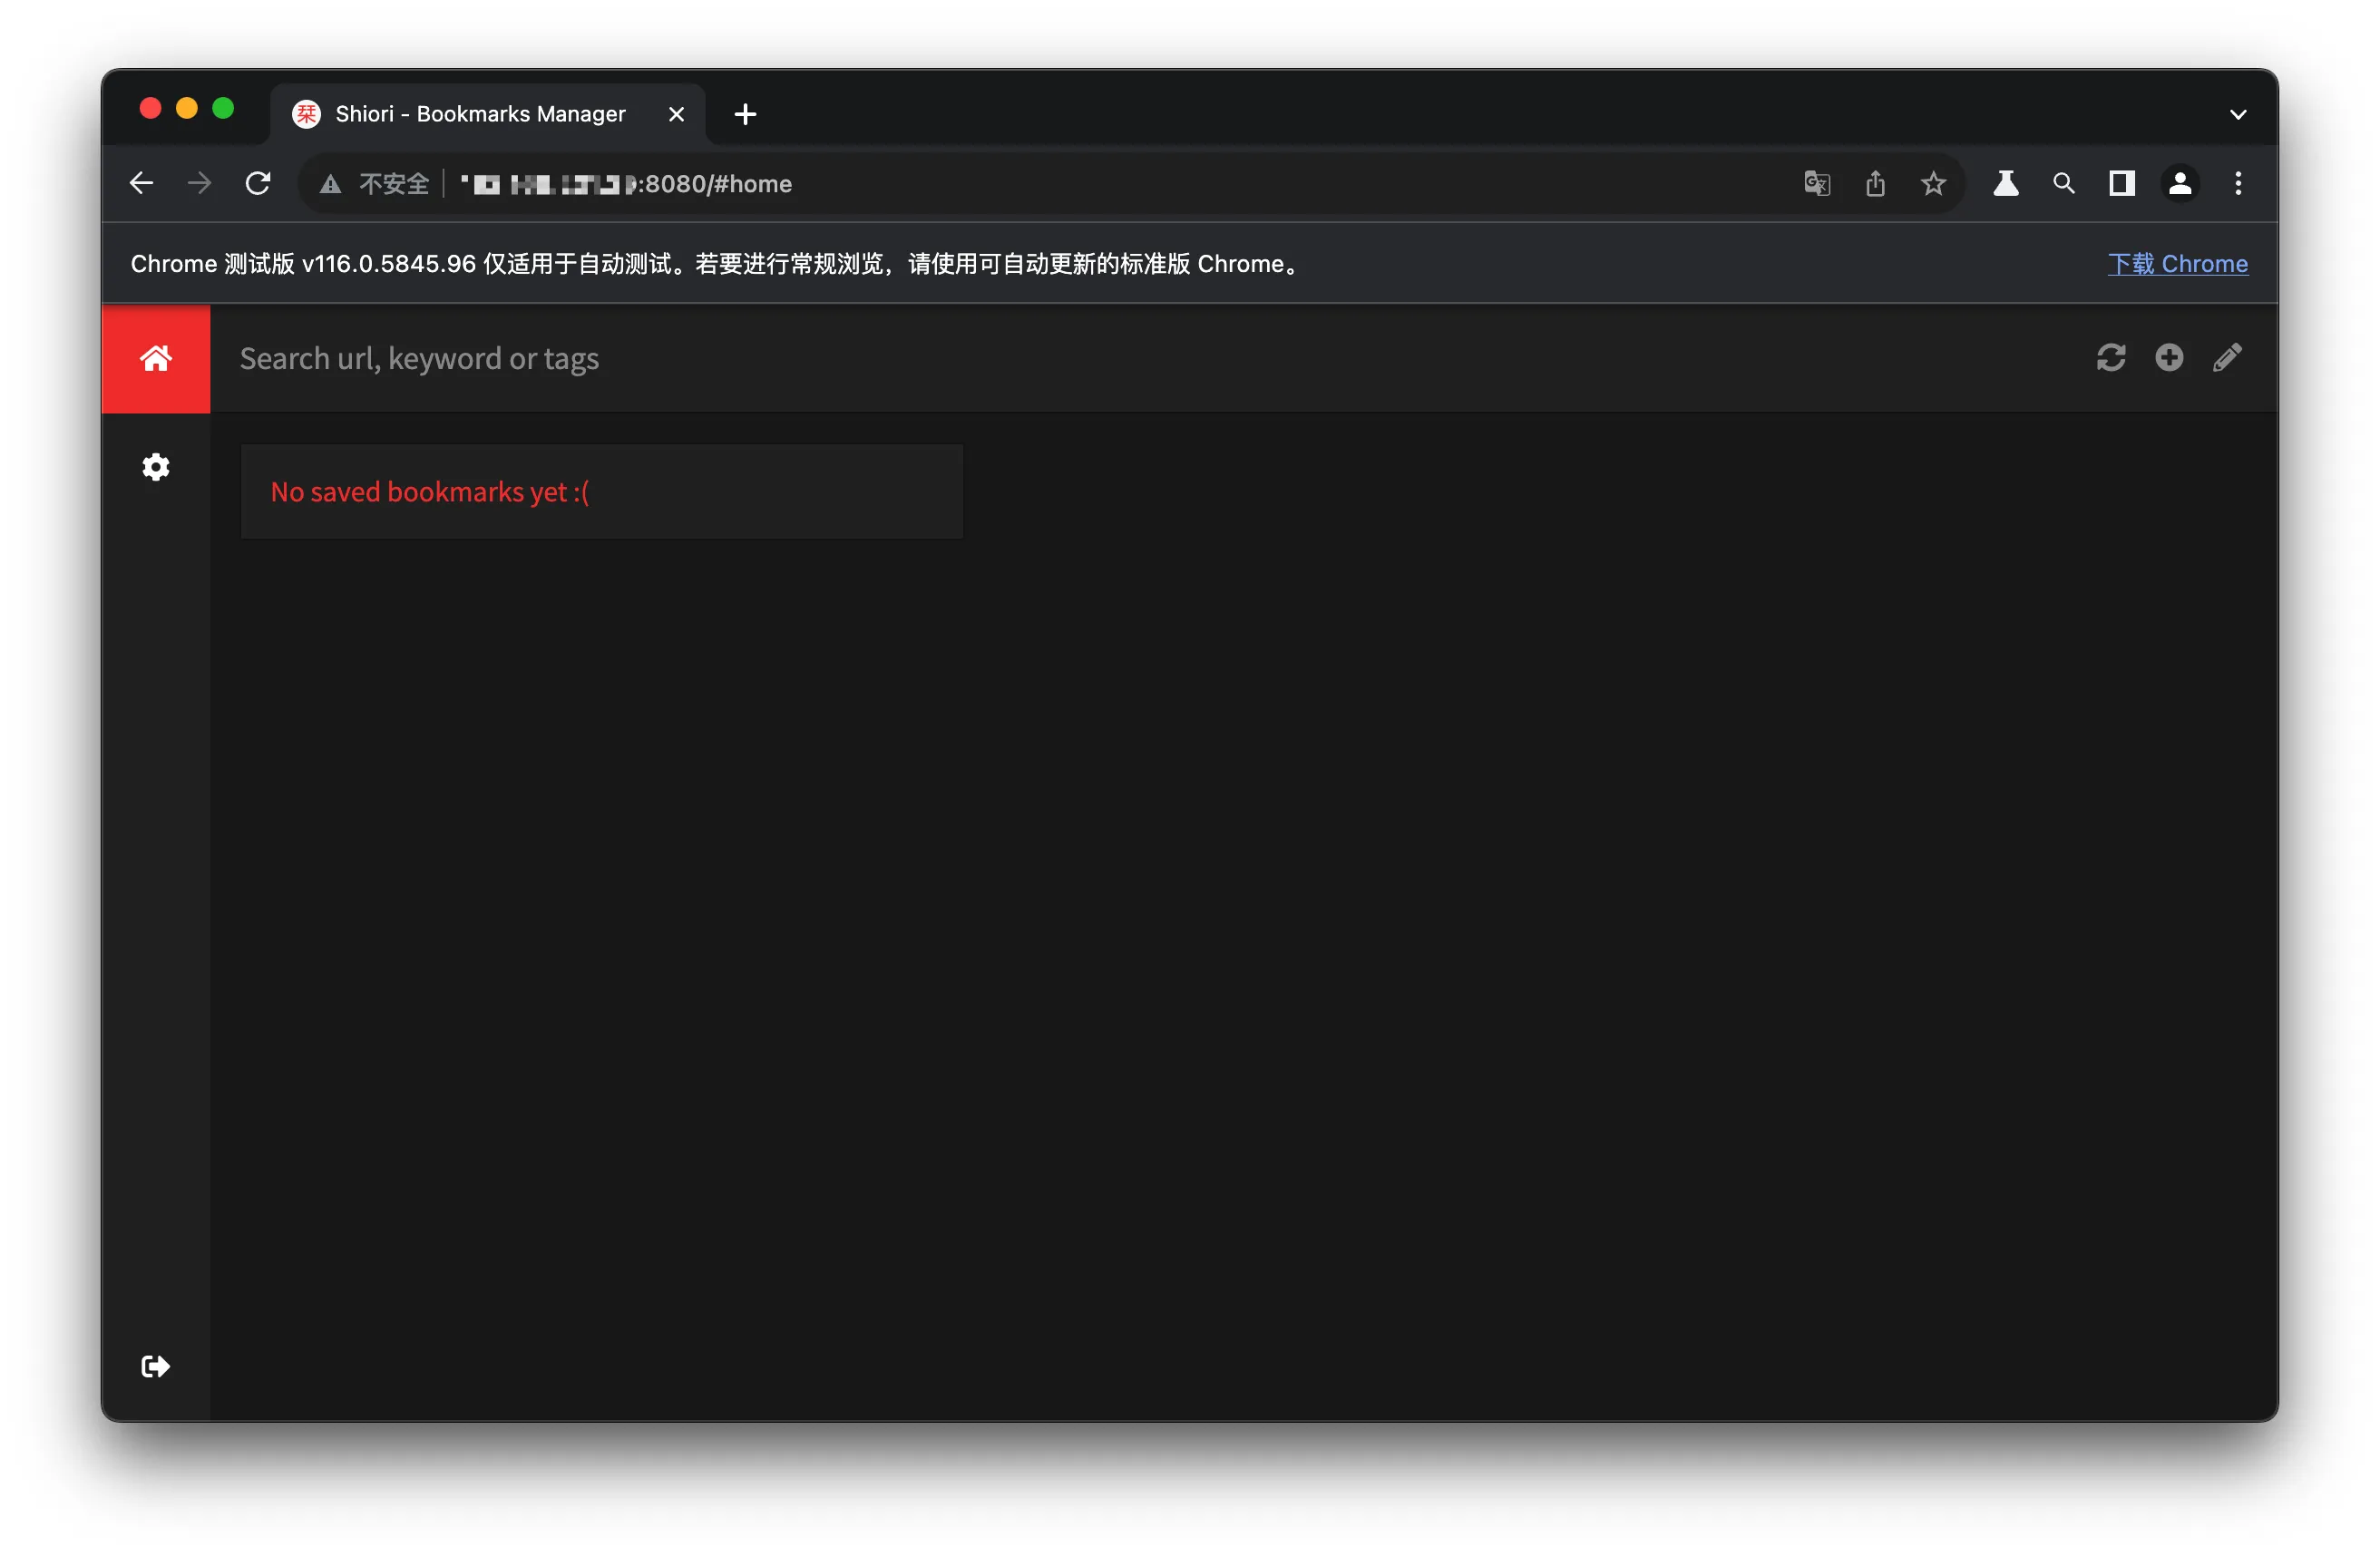 栞 Shiori - Bookmarks Manager
不安全 :8080/#home
Chrome 测试版 v116.0.5845.96 仅适用于自动测试。若要进行常规浏览，请使用可自动更新的标准版 Chrome。 下载 Chrome
Search url, keyword or tags
No saved bookmarks yet :(